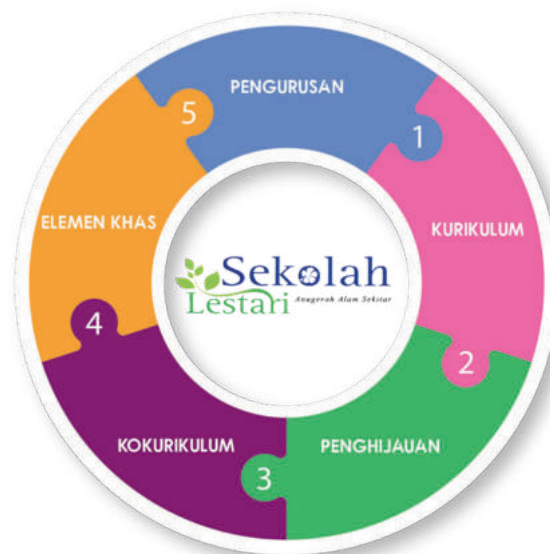 PENGURUSAN
1
KURIKULUM
2
PENGHIJAUAN
3
KOKURIKULUM
4
ELEMEN KHAS
5
Sekolah
Lestari Anugerah Alam Sekitar